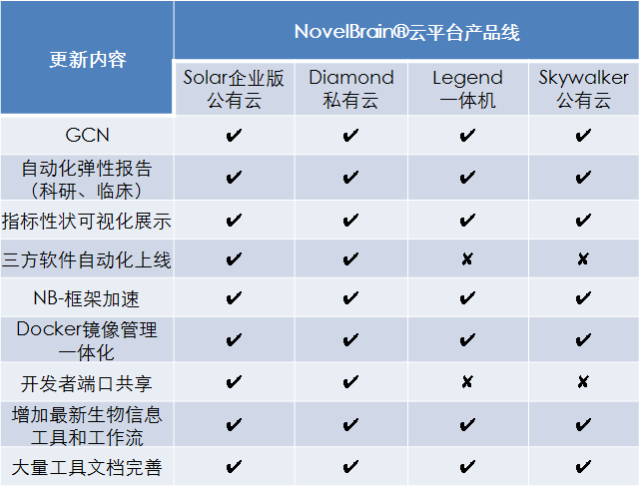 更新内容
NovelBrain®云平台产品线
Solar企业版
公有云
Diamond
私有云
Legend
一体机
Skywalker
公有云
GCN ✔ ✔ ✔ ✔
自动化弹性报告
（科研、临床） ✔ ✔ ✔ ✔
指标性状可视化展示 ✔ ✔ ✔ ✔
三方软件自动化上线 ✔ ✔ ✘ ✘
NB-框架加速 ✔ ✔ ✔ ✔
Docker镜像管理
一体化 ✔ ✔ ✔ ✔
开发者端口共享 ✔ ✔ ✘ ✘
增加最新生物信息
工具和工作流 ✔ ✔ ✔ ✔
大量工具文档完善 ✔ ✔ ✔ ✔